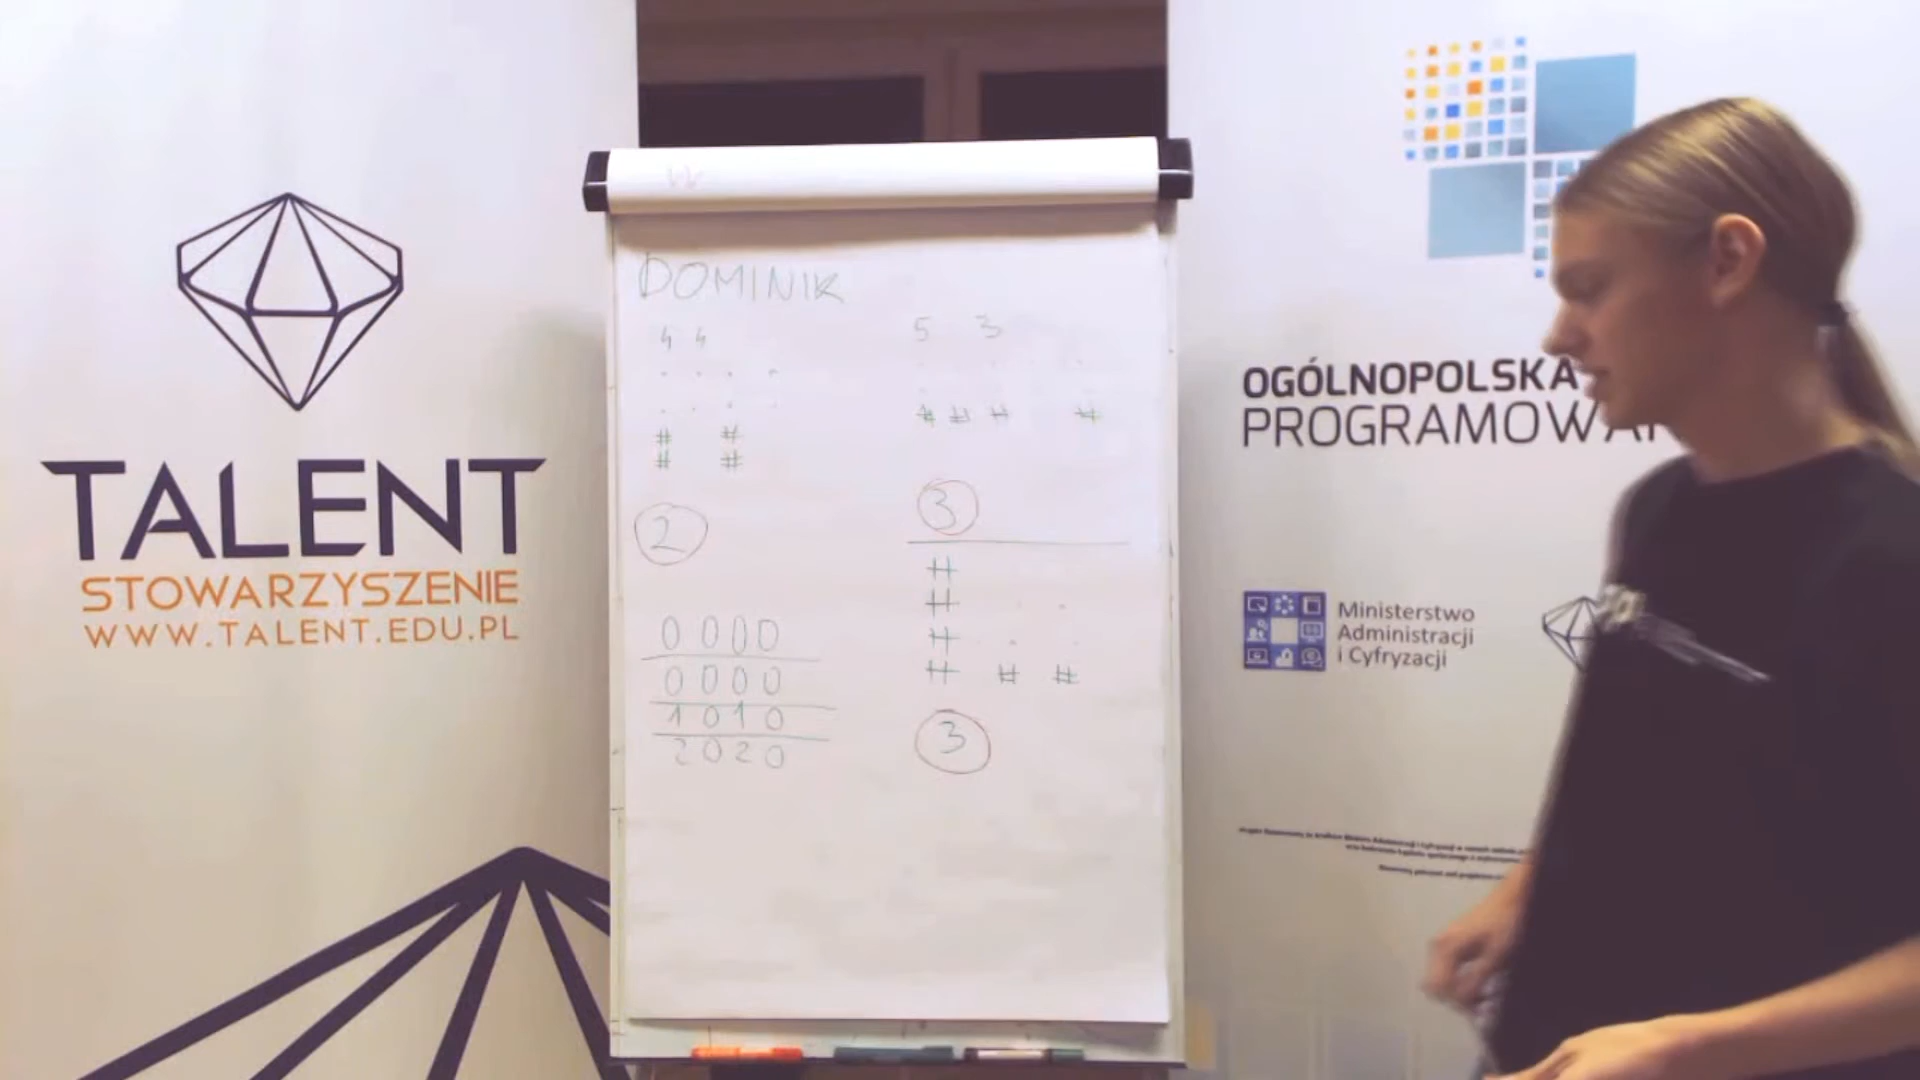 TALENT
STOWARZYSZENIE
WWW.TALENT.EDU.PL
DOMINIK
4 4
. . . .
. . . .
# #
# #
2
0 0 0 0
0 0 0 0
1 0 1 0
2 0 2 0
5 3
# # # #
3
#
#
#
# # #
3
OGÓLNOPOLSKA
PROGRAMOWA
Ministerstwo
Administracji
i Cyfryzacji